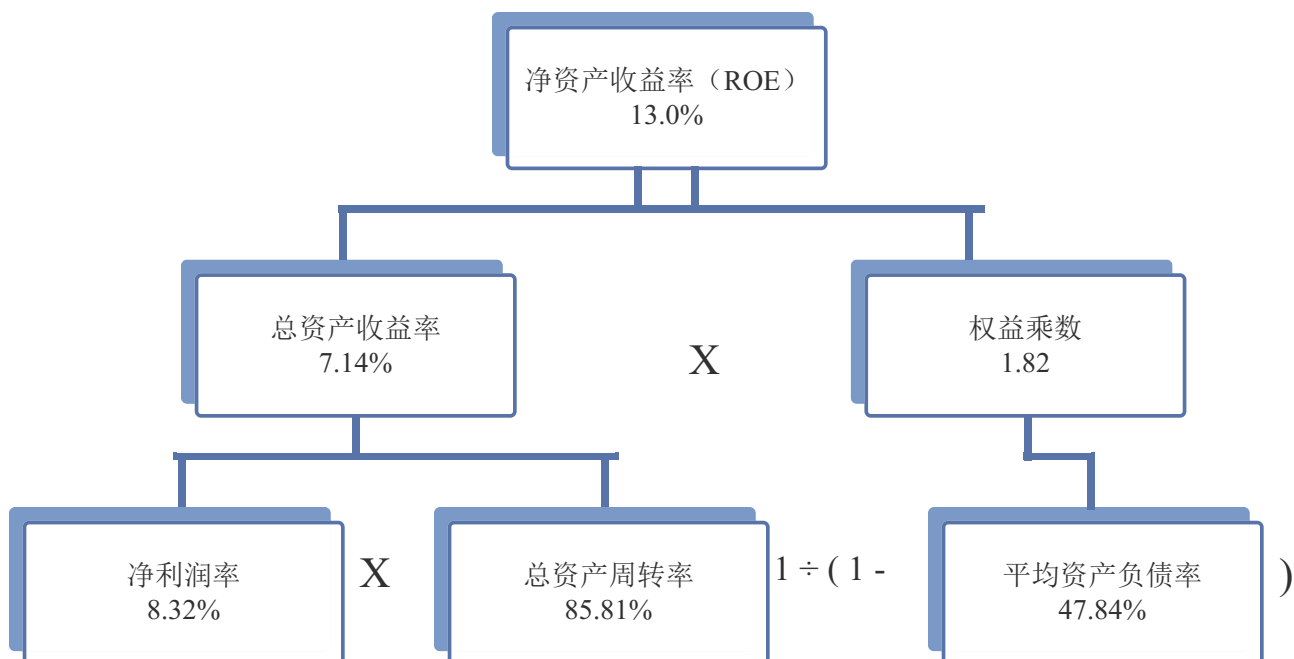 净资产收益率（ROE）
13.0%
总资产收益率
7.14%
X
权益乘数
1.82
净利润率
8.32%
X
总资产周转率
85.81%
1 ÷ ( 1 -
平均资产负债率
47.84%
)